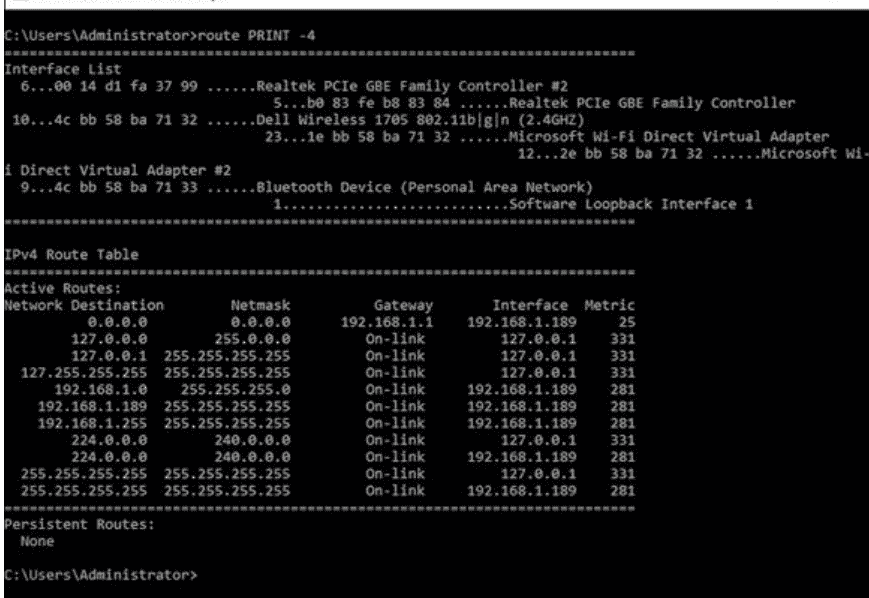 C:\Users\Administrator>route PRINT -4
===========================================================================
Interface List
  6...00 14 d1 fa 37 99 ......Realtek PCIe GBE Family Controller #2
                                5...b0 83 fe b8 83 84 ......Realtek PCIe GBE Family Controller
 10...4c bb 58 ba 71 32 ......Dell Wireless 1705 802.11b|g|n (2.4GHZ)
                               23...1e bb 58 ba 71 32 ......Microsoft Wi-Fi Direct Virtual Adapter
                                                             12...2e bb 58 ba 71 32 ......Microsoft Wi-
i Direct Virtual Adapter #2
  9...4c bb 58 ba 71 33 ......Bluetooth Device (Personal Area Network)
                                1...........................Software Loopback Interface 1
===========================================================================

IPv4 Route Table
===========================================================================
Active Routes:
Network Destination        Netmask          Gateway       Interface  Metric
          0.0.0.0          0.0.0.0      192.168.1.1    192.168.1.189     25
        127.0.0.0        255.0.0.0         On-link         127.0.0.1    331
        127.0.0.1  255.255.255.255         On-link         127.0.0.1    331
  127.255.255.255  255.255.255.255         On-link         127.0.0.1    331
      192.168.1.0    255.255.255.0         On-link     192.168.1.189    281
    192.168.1.189  255.255.255.255         On-link     192.168.1.189    281
    192.168.1.255  255.255.255.255         On-link     192.168.1.189    281
        224.0.0.0        240.0.0.0         On-link         127.0.0.1    331
        224.0.0.0        240.0.0.0         On-link     192.168.1.189    281
  255.255.255.255  255.255.255.255         On-link         127.0.0.1    331
  255.255.255.255  255.255.255.255         On-link     192.168.1.189    281
===========================================================================
Persistent Routes:
  None

C:\Users\Administrator>